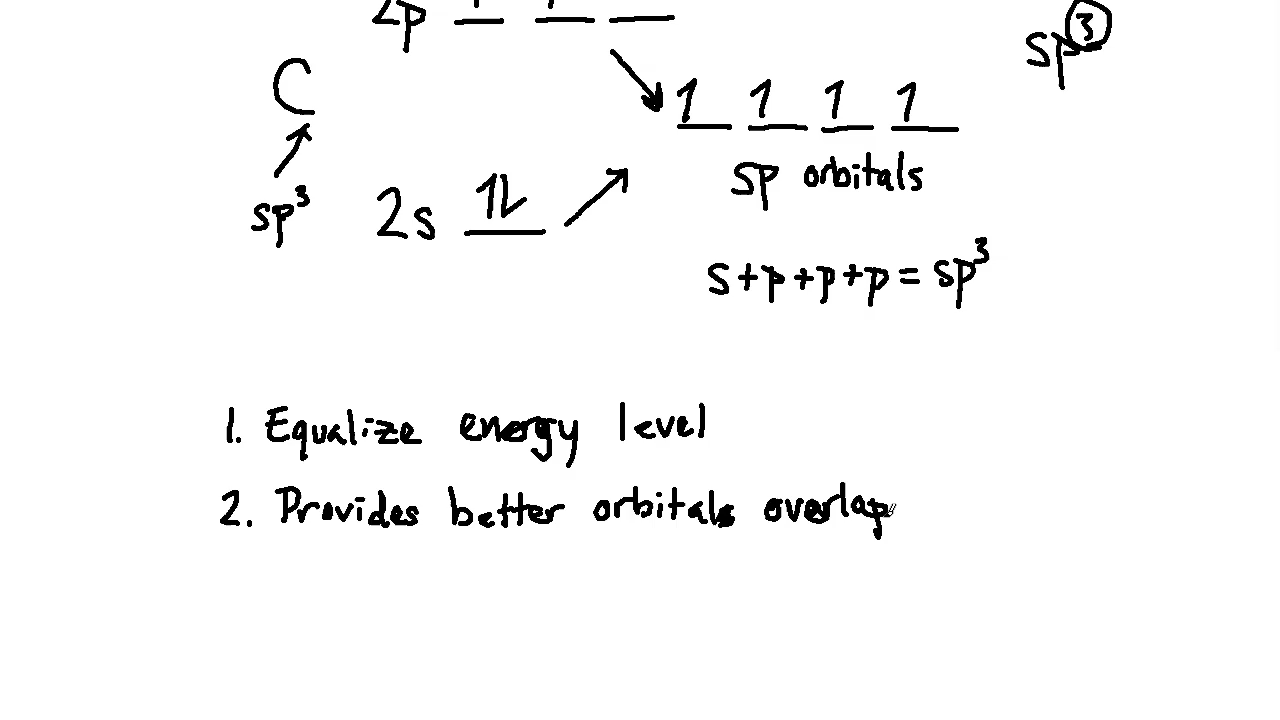 2p 1 1
sp③
C
1 1 1 1
sp orbitals
sp³ 2s 1L
s+p+p+p = sp³
1. Equalize energy level
2. Provides better orbitals overlap